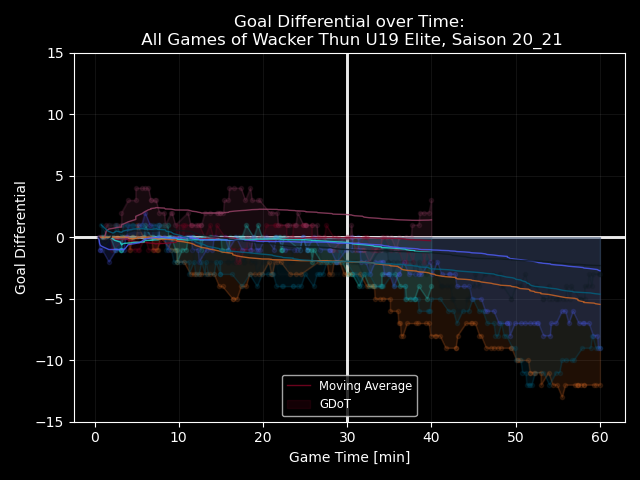 Goal Differential over Time:
All Games of Wacker Thun U19 Elite, Saison 20_21
Goal Differential
15
10
5
0
−5
−10
−15
Moving Average
GDoT
0 10 20 30 40 50 60
Game Time [min]